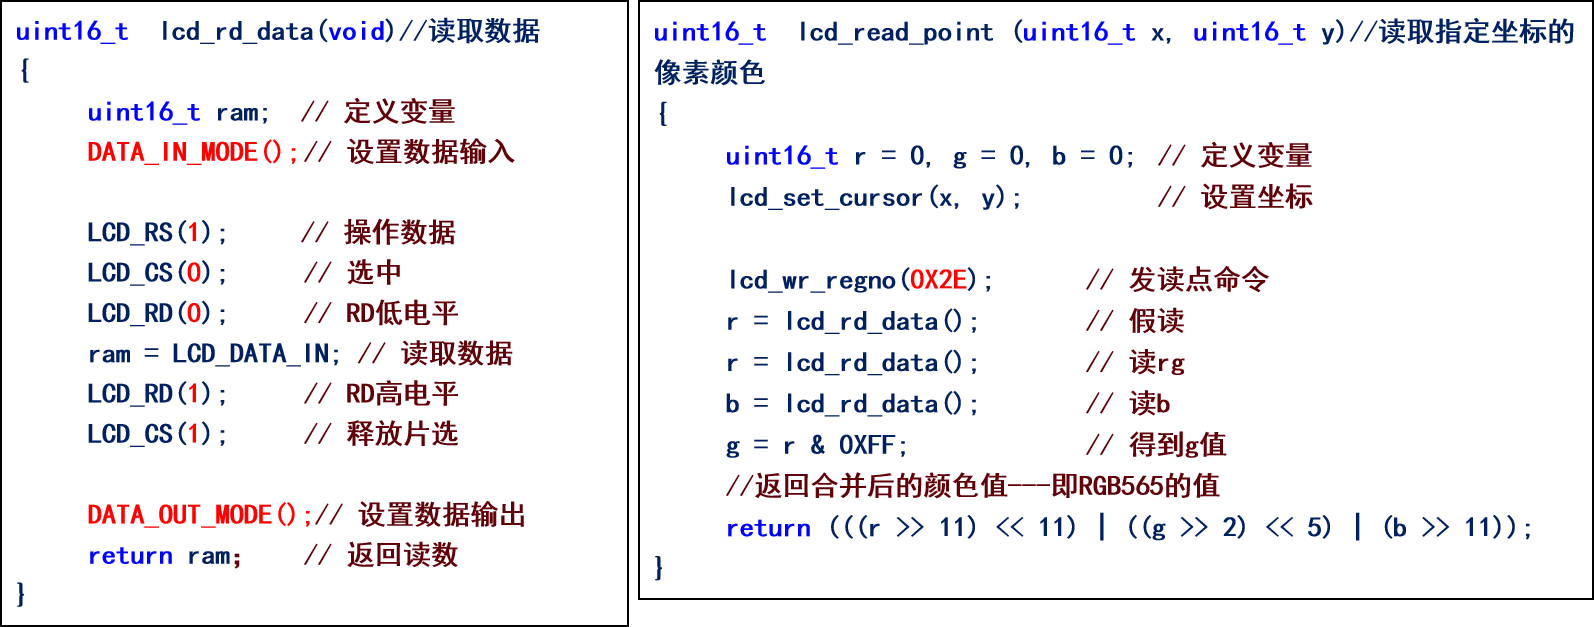 uint16_t  lcd_rd_data(void)//读取数据
{
uint16_t ram;  // 定义变量
DATA_IN_MODE();// 设置数据输入
LCD_RS(1);     // 操作数据
LCD_CS(0);     // 选中
LCD_RD(0);     // RD低电平
ram = LCD_DATA_IN; // 读取数据
LCD_RD(1);     // RD高电平
LCD_CS(1);     // 释放片选
DATA_OUT_MODE();// 设置数据输出
return ram；    // 返回读数
}
uint16_t  lcd_read_point (uint16_t x, uint16_t y)//读取指定坐标的
像素颜色
{
uint16_t r = 0, g = 0, b = 0; // 定义变量
lcd_set_cursor(x, y);         // 设置坐标
lcd_wr_regno(0X2E);      // 发读点命令
r = lcd_rd_data();       // 假读
r = lcd_rd_data();       // 读rg
b = lcd_rd_data();       // 读b
g = r & 0XFF;            // 得到g值
//返回合并后的颜色值---即RGB565的值
return (((r >> 11) << 11) | ((g >> 2) << 5) | (b >> 11));
}